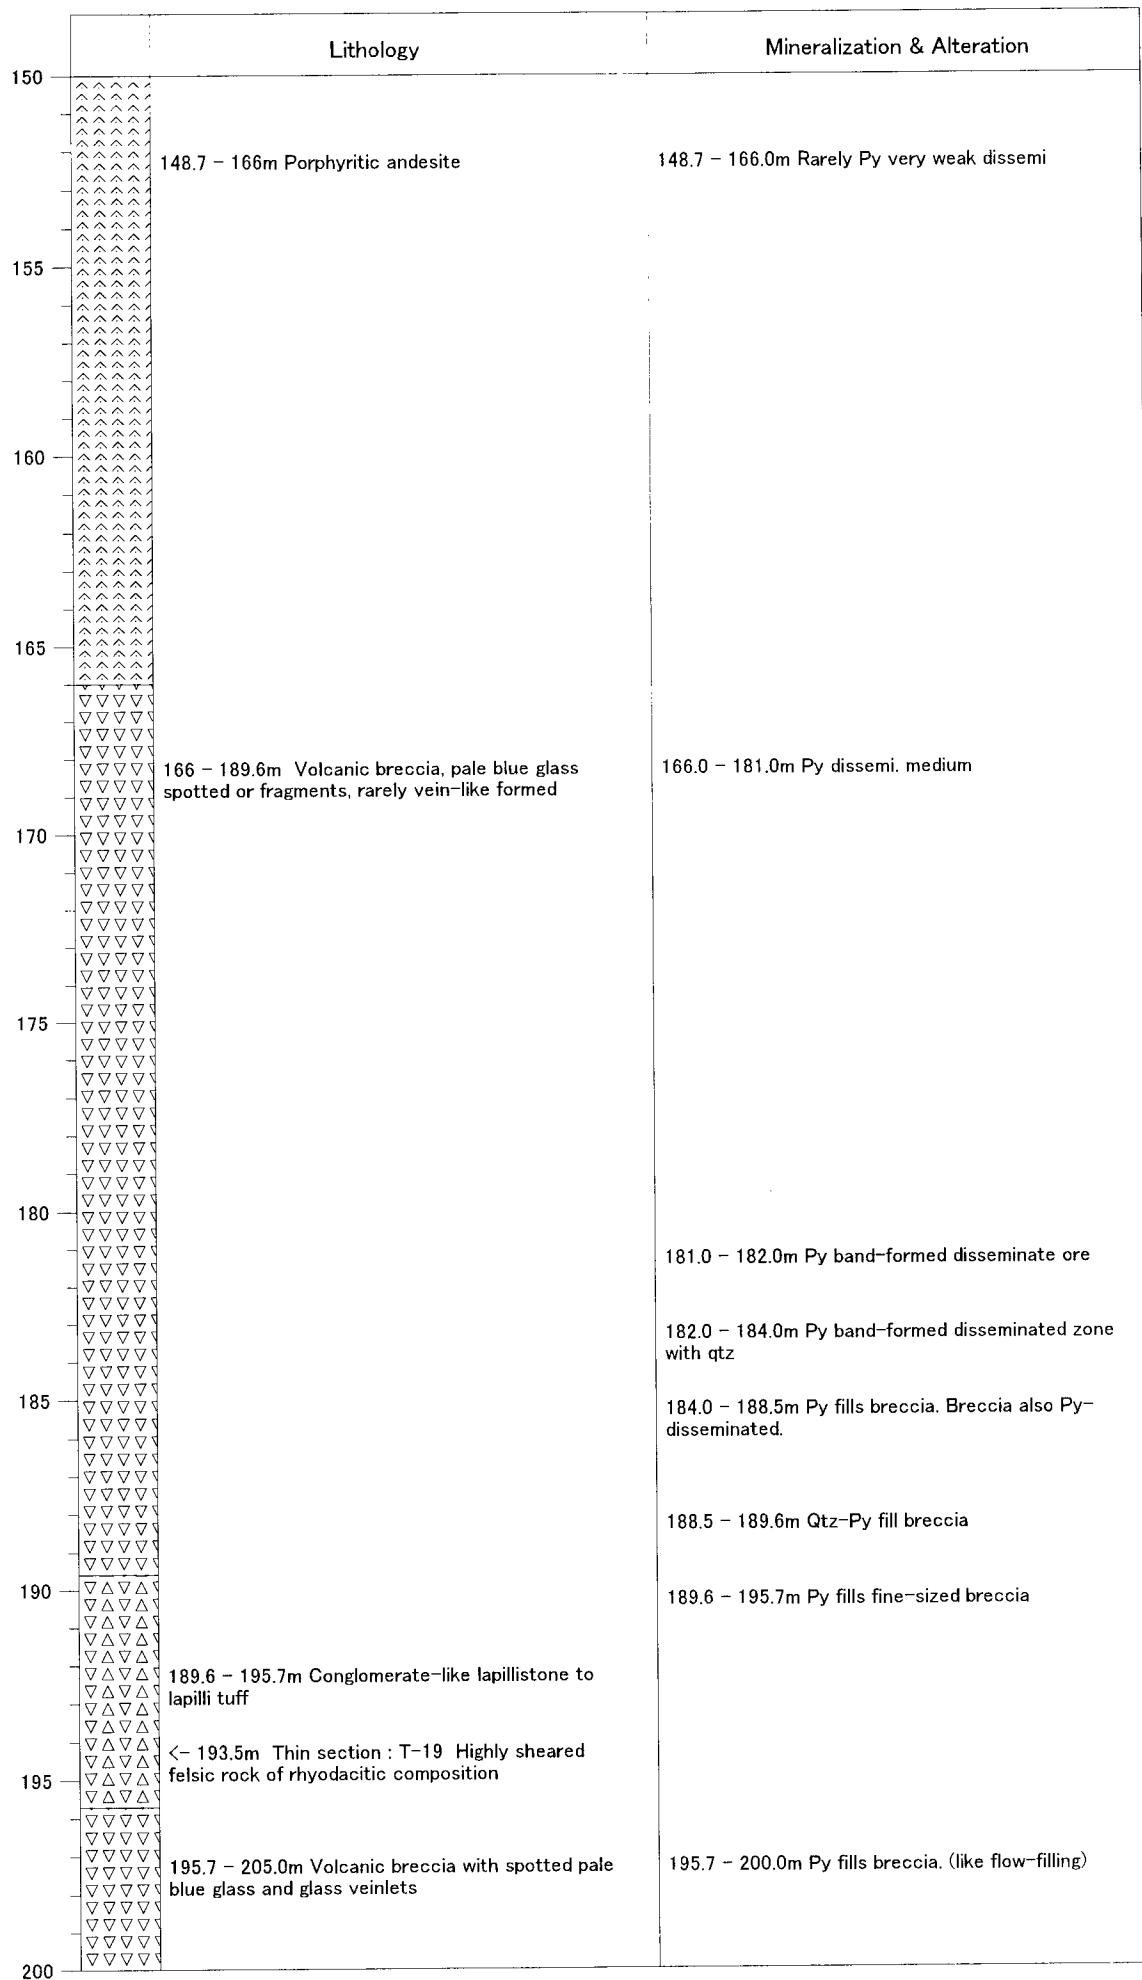 Lithology
Mineralization & Alteration
150
148.7 - 166m Porphyritic andesite
148.7 - 166.0m Rarely Py very weak dissemi
155
160
165
166 - 189.6m Volcanic breccia, pale blue glass
spotted or fragments, rarely vein-like formed
166.0 - 181.0m Py dissemi. medium
170
175
180
181.0 - 182.0m Py band-formed disseminate ore
182.0 - 184.0m Py band-formed disseminated zone
with qtz
185
184.0 - 188.5m Py fills breccia. Breccia also Py-
disseminated.
188.5 - 189.6m Qtz-Py fill breccia
190
189.6 - 195.7m Py fills fine-sized breccia
189.6 - 195.7m Conglomerate-like lapillistone to
lapilli tuff
<- 193.5m Thin section : T-19 Highly sheared
felsic rock of rhyodacitic composition
195
195.7 - 205.0m Volcanic breccia with spotted pale
blue glass and glass veinlets
195.7 - 200.0m Py fills breccia. (like flow-filling)
200